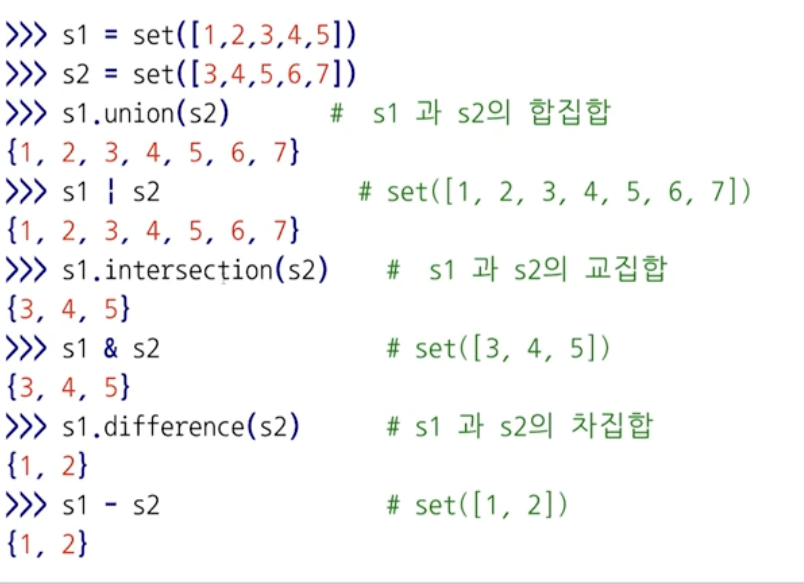 >>> s1 = set([1,2,3,4,5])
>>> s2 = set([3,4,5,6,7])
>>> s1.union(s2) # s1 과 s2의 합집합
{1, 2, 3, 4, 5, 6, 7}
>>> s1 | s2 # set([1, 2, 3, 4, 5, 6, 7])
{1, 2, 3, 4, 5, 6, 7}
>>> s1.intersection(s2) # s1 과 s2의 교집합
{3, 4, 5}
>>> s1 & s2 # set([3, 4, 5])
{3, 4, 5}
>>> s1.difference(s2) # s1 과 s2의 차집합
{1, 2}
>>> s1 - s2 # set([1, 2])
{1, 2}